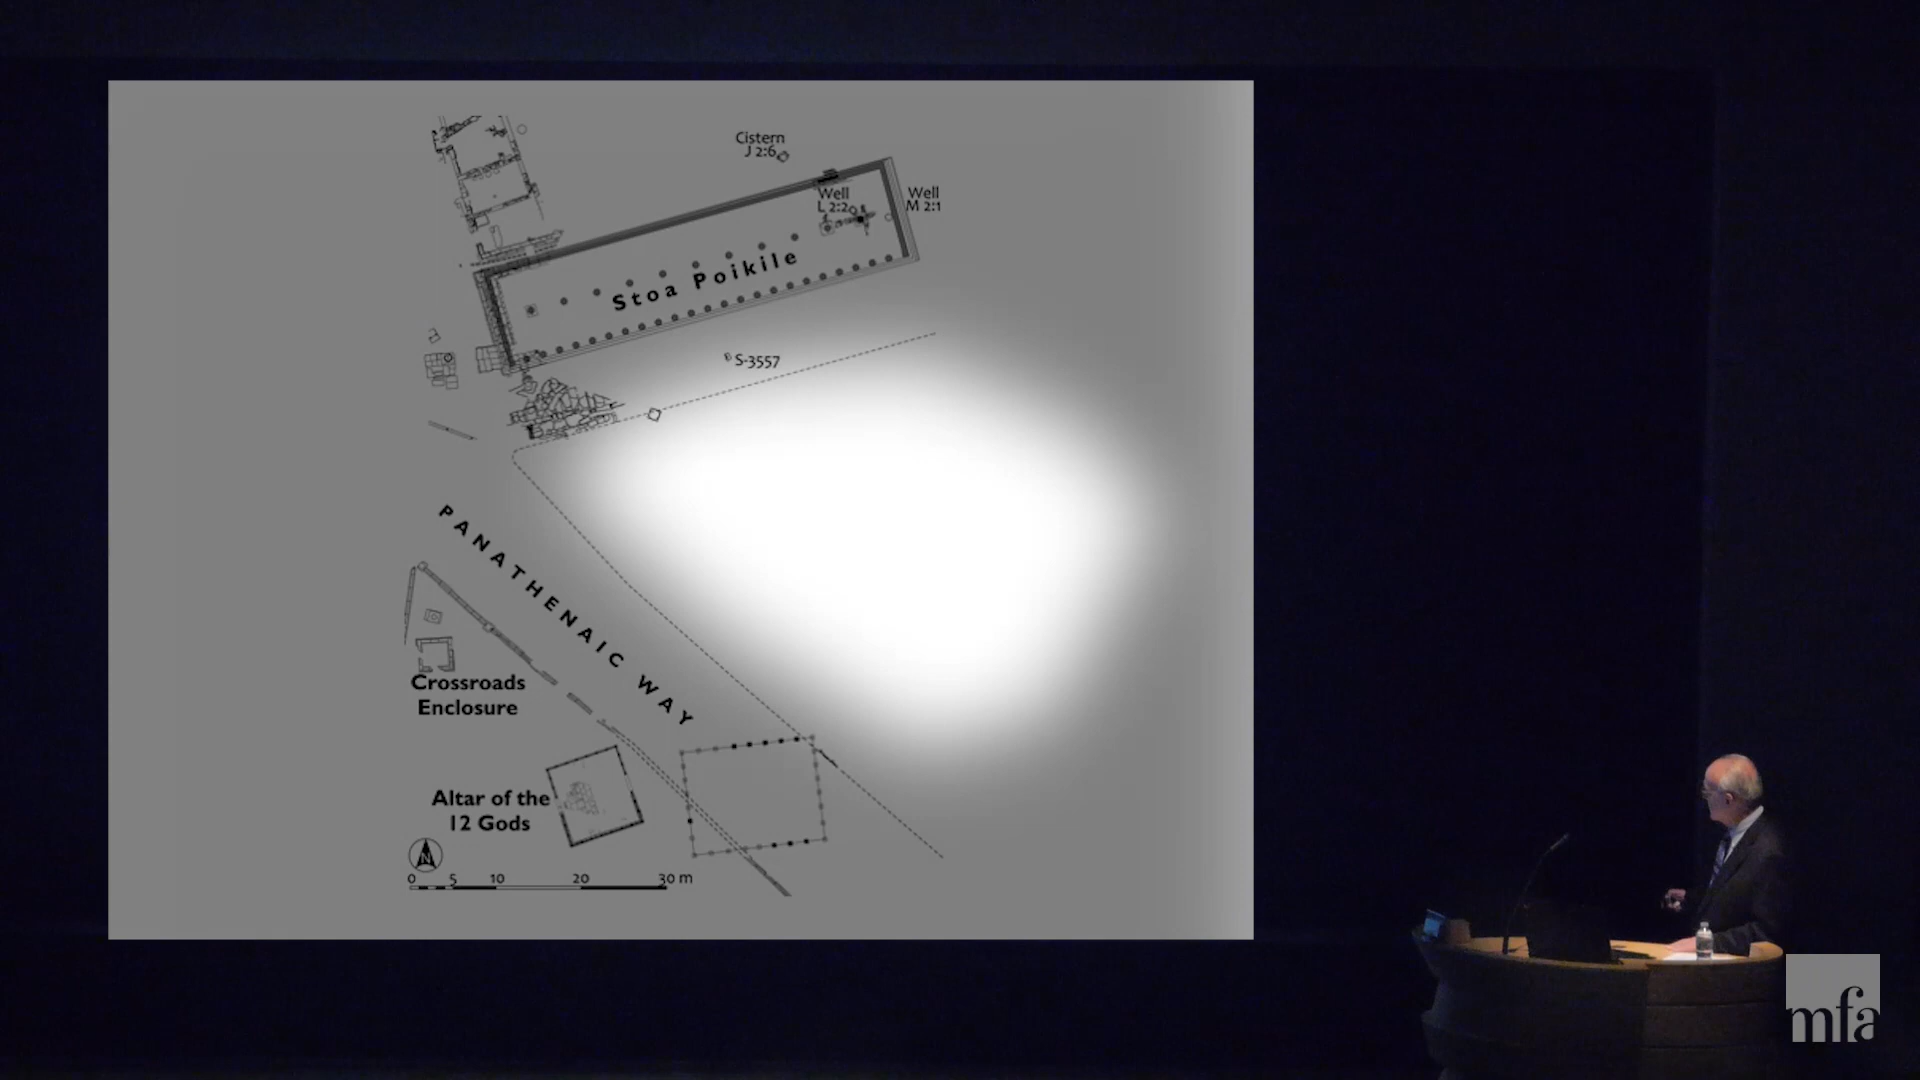 Cistern
J 2:6
Well
L 2:2
Well
M 2:1
Stoa Poikile
S-3557
PANATHENAIC WAY
Crossroads
Enclosure
Altar of the
12 Gods
N
0 5 10 20 30 m
mfa